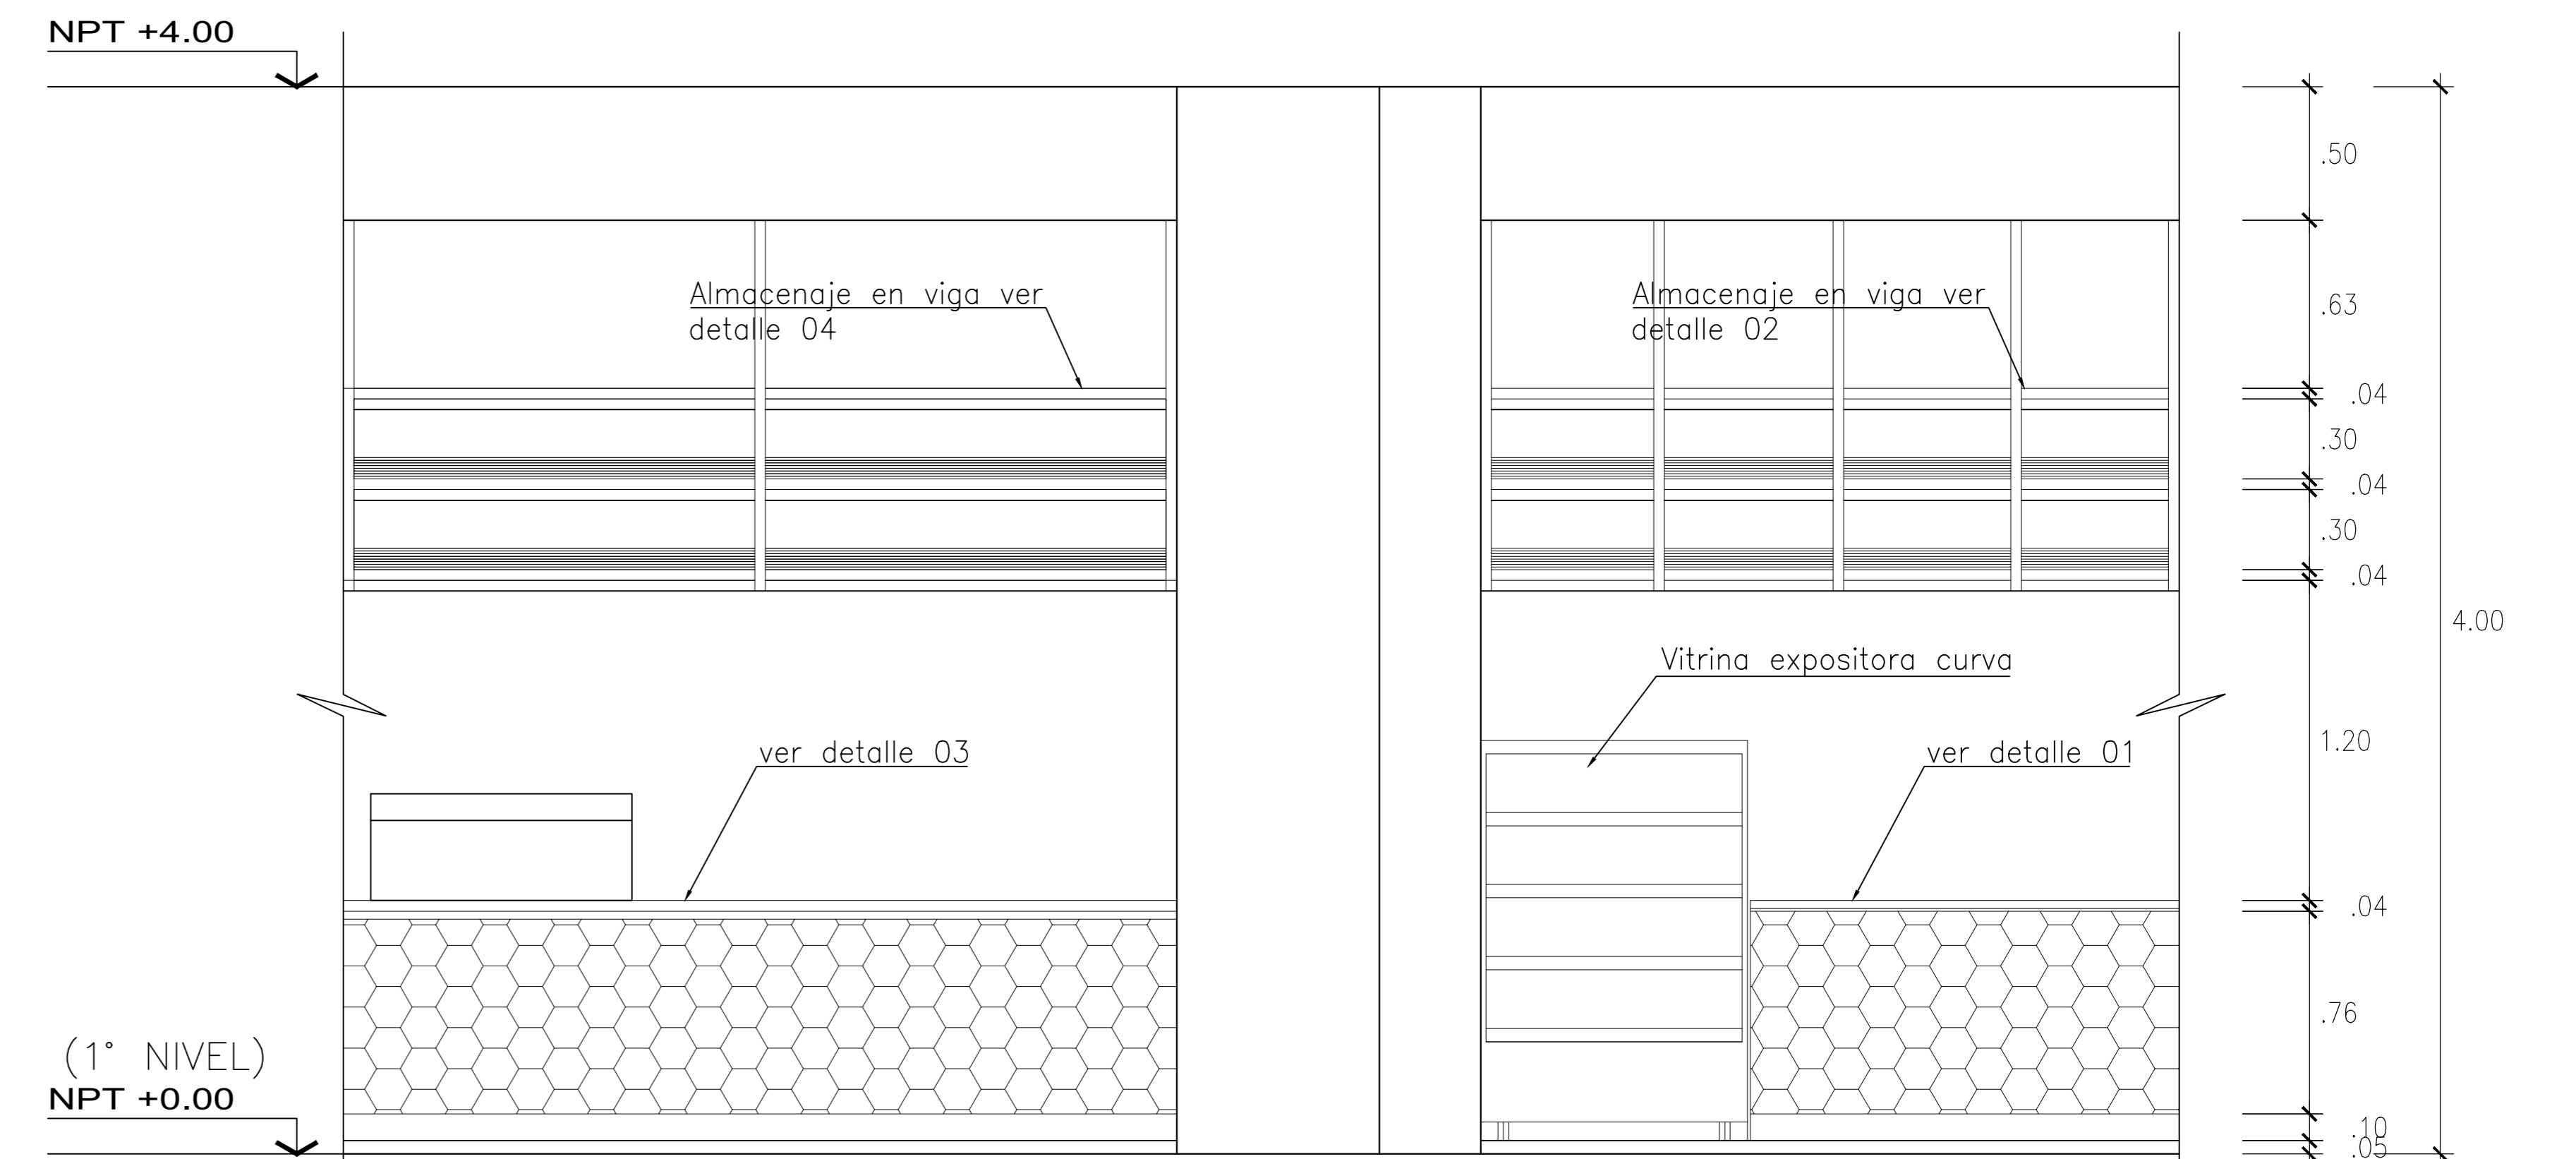 NPT +4.00
.50
Almacenaje en viga ver
detalle 04
Almacenaje en viga ver
detalle 02
.63
.04
.30
.04
.30
.04
4.00
Vitrina expositora curva
ver detalle 03
ver detalle 01
1.20
.04
.76
(1° NIVEL)
NPT +0.00
.10
.05